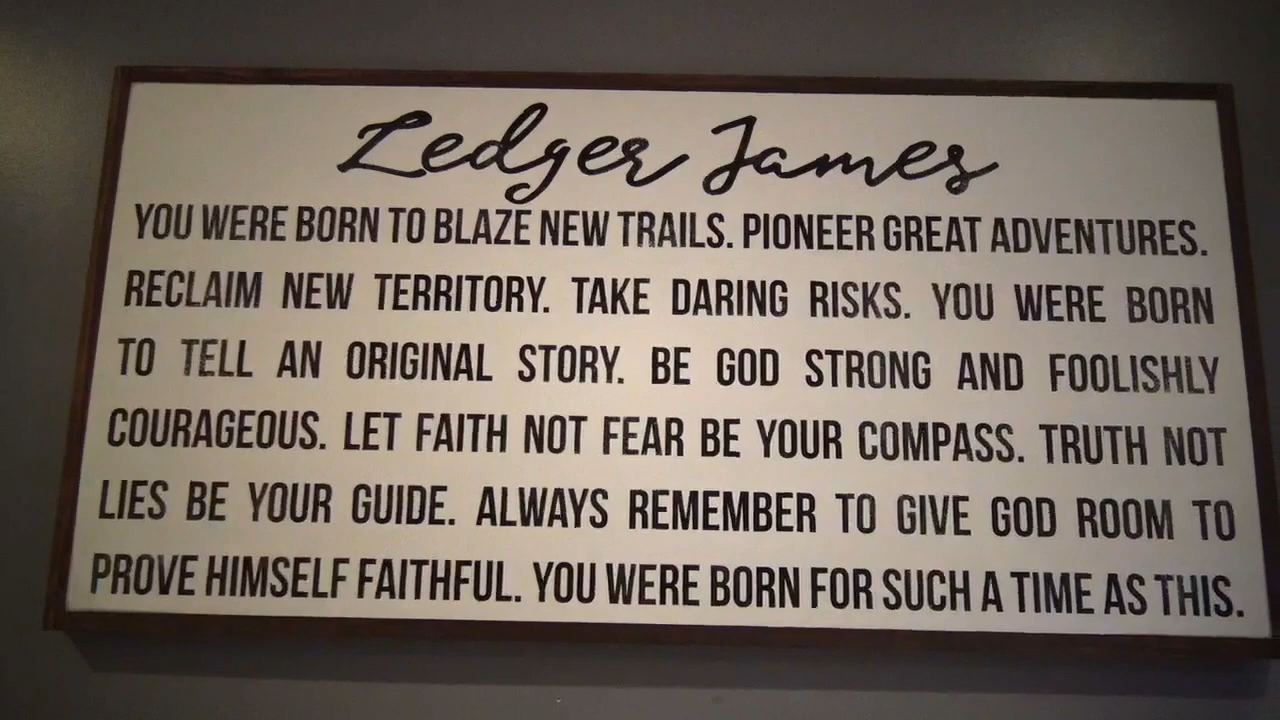 Ledger James
YOU WERE BORN TO BLAZE NEW TRAILS. PIONEER GREAT ADVENTURES.
RECLAIM NEW TERRITORY. TAKE DARING RISKS. YOU WERE BORN
TO TELL AN ORIGINAL STORY. BE GOD STRONG AND FOOLISHLY
COURAGEOUS. LET FAITH NOT FEAR BE YOUR COMPASS. TRUTH NOT
LIES BE YOUR GUIDE. ALWAYS REMEMBER TO GIVE GOD ROOM TO
PROVE HIMSELF FAITHFUL. YOU WERE BORN FOR SUCH A TIME AS THIS.